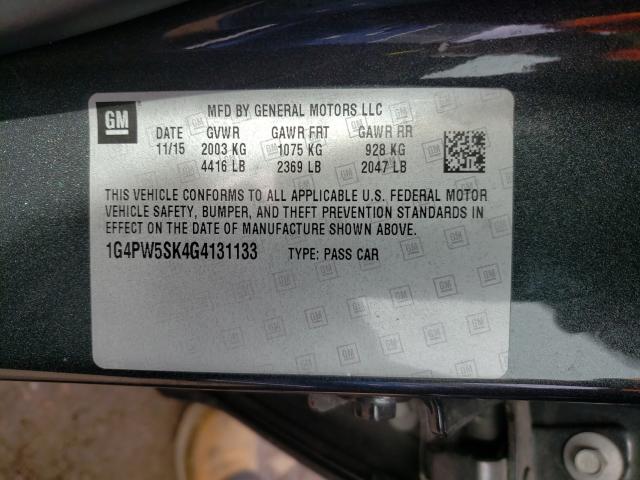 GM
MFD BY GENERAL MOTORS LLC
DATE GVWR GAWR FRT GAWR RR
11/15 2003 KG 1075 KG 928 KG
4416 LB 2369 LB 2047 LB
THIS VEHICLE CONFORMS TO ALL APPLICABLE U.S. FEDERAL MOTOR
VEHICLE SAFETY, BUMPER, AND THEFT PREVENTION STANDARDS IN
EFFECT ON THE DATE OF MANUFACTURE SHOWN ABOVE.
1G4PW5SK4G4131133 TYPE: PASS CAR